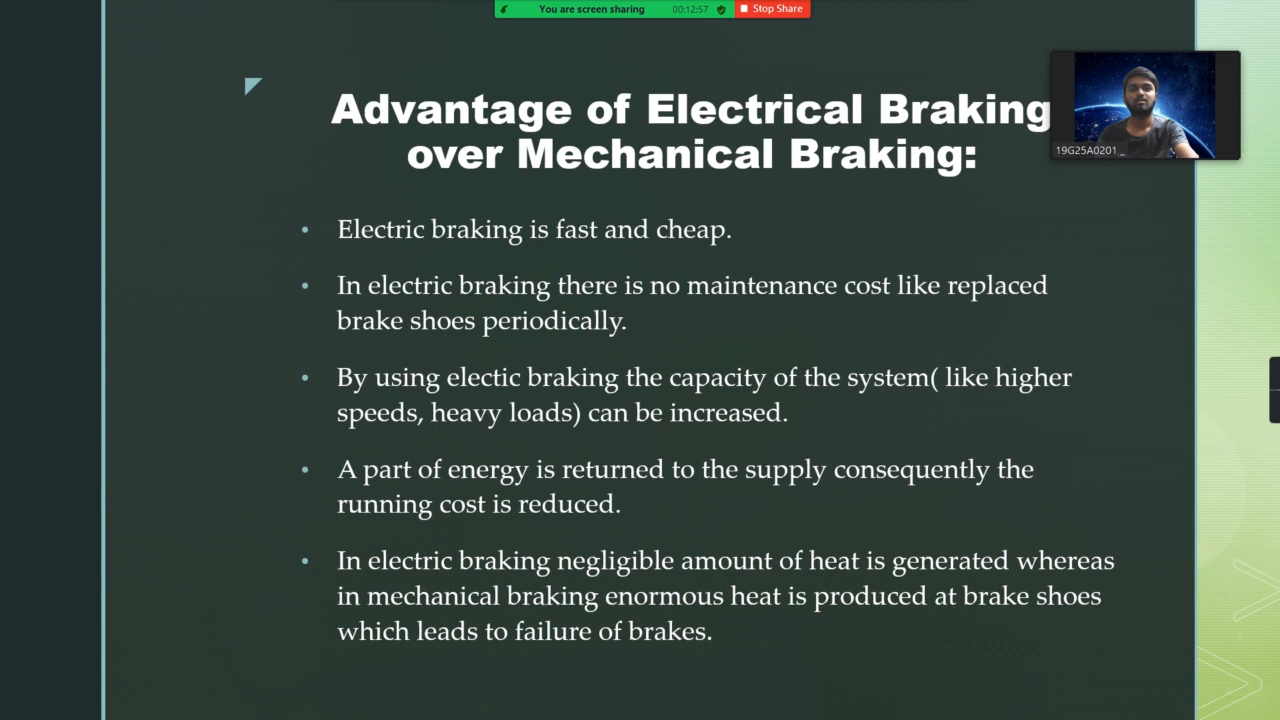 You are screen sharing 00:12:57 Stop Share
Advantage of Electrical Braking
over Mechanical Braking:
19G25A0201_
• Electric braking is fast and cheap.
• In electric braking there is no maintenance cost like replaced
brake shoes periodically.
• By using electic braking the capacity of the system( like higher
speeds, heavy loads) can be increased.
• A part of energy is returned to the supply consequently the
running cost is reduced.
• In electric braking negligible amount of heat is generated whereas
in mechanical braking enormous heat is produced at brake shoes
which leads to failure of brakes.